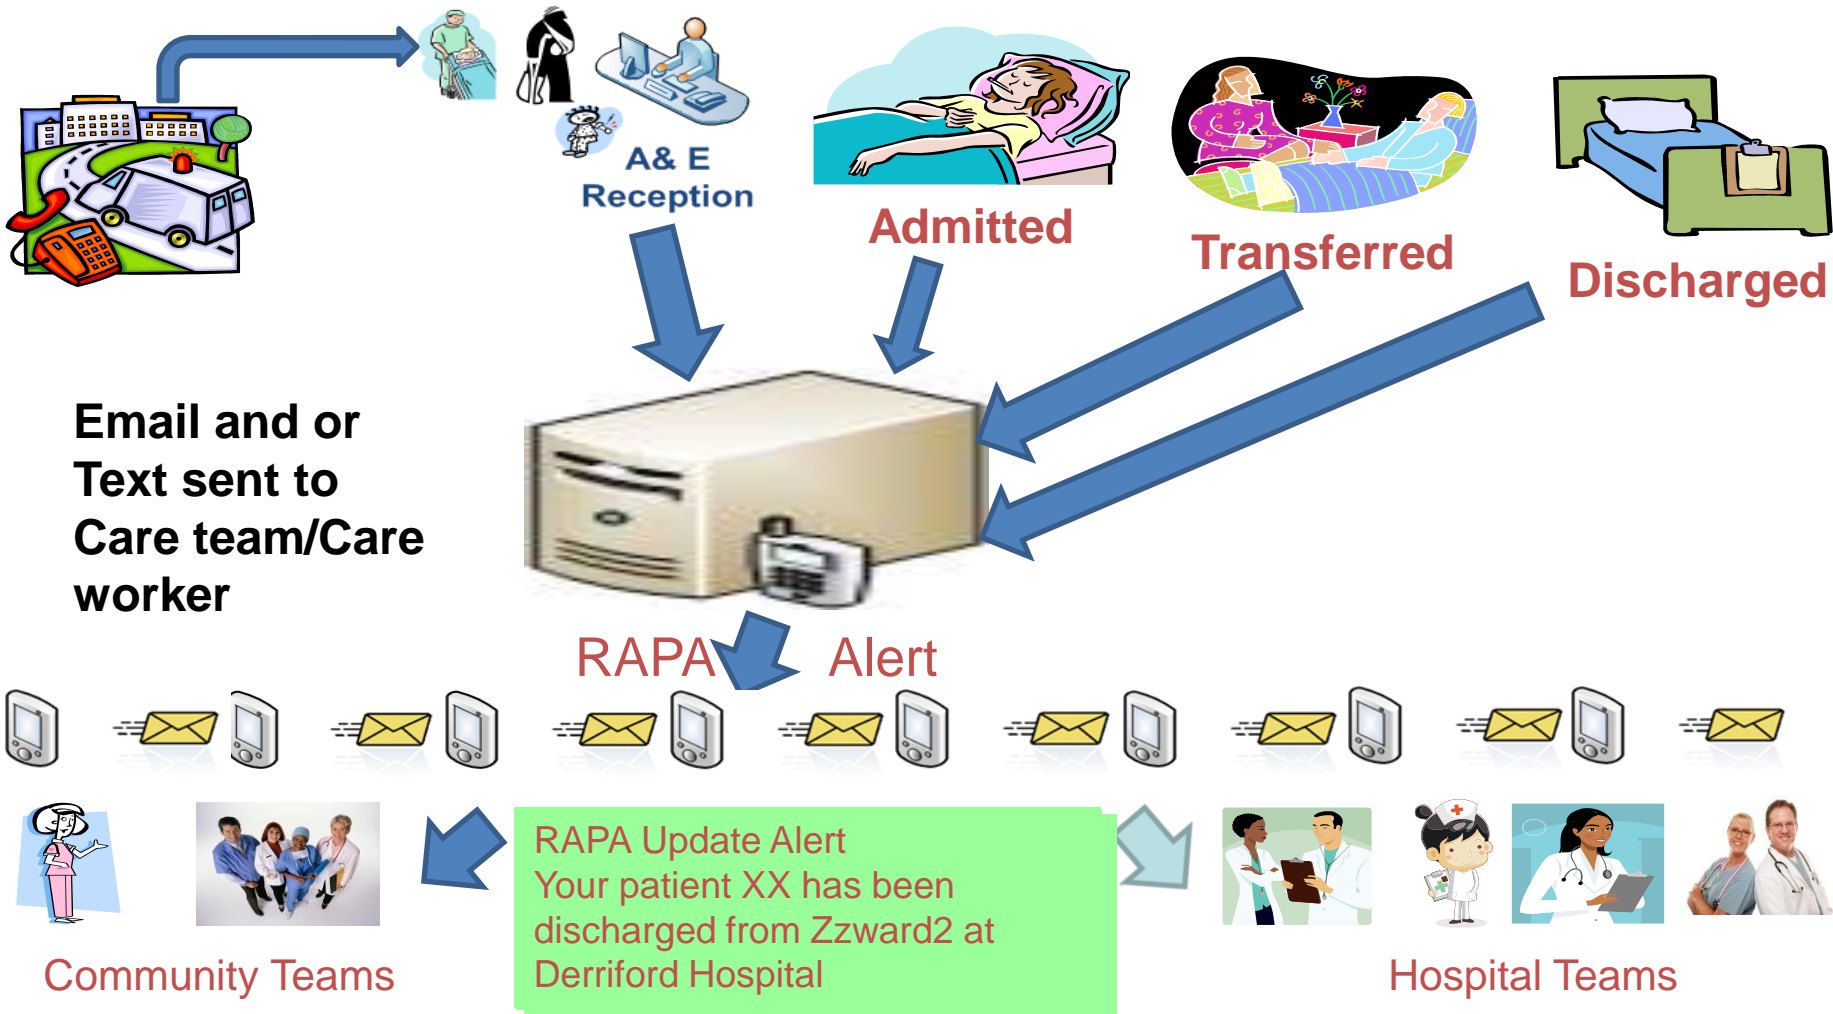 A& E
Reception
Admitted
Transferred
Discharged
Email and or
Text sent to
Care team/Care
worker
RAPA Alert
RAPA Update Alert
Your patient XX has been
discharged from Zzward2 at
Derriford Hospital
Community Teams
Hospital Teams